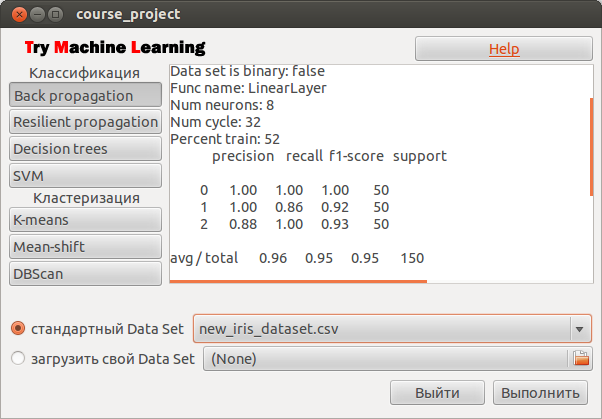 course_project
Try Machine Learning
Help
Классификация
Back propagation
Resilient propagation
Decision trees
SVM
Кластеризация
K-means
Mean-shift
DBScan
Data set is binary: false
Func name: LinearLayer
Num neurons: 8
Num cycle: 32
Percent train: 52
precision recall f1-score support
0 1.00 1.00 1.00 50
1 1.00 0.86 0.92 50
2 0.88 1.00 0.93 50
avg / total 0.96 0.95 0.95 150
стандартный Data Set new_iris_dataset.csv
загрузить свой Data Set (None)
Выйти Выполнить